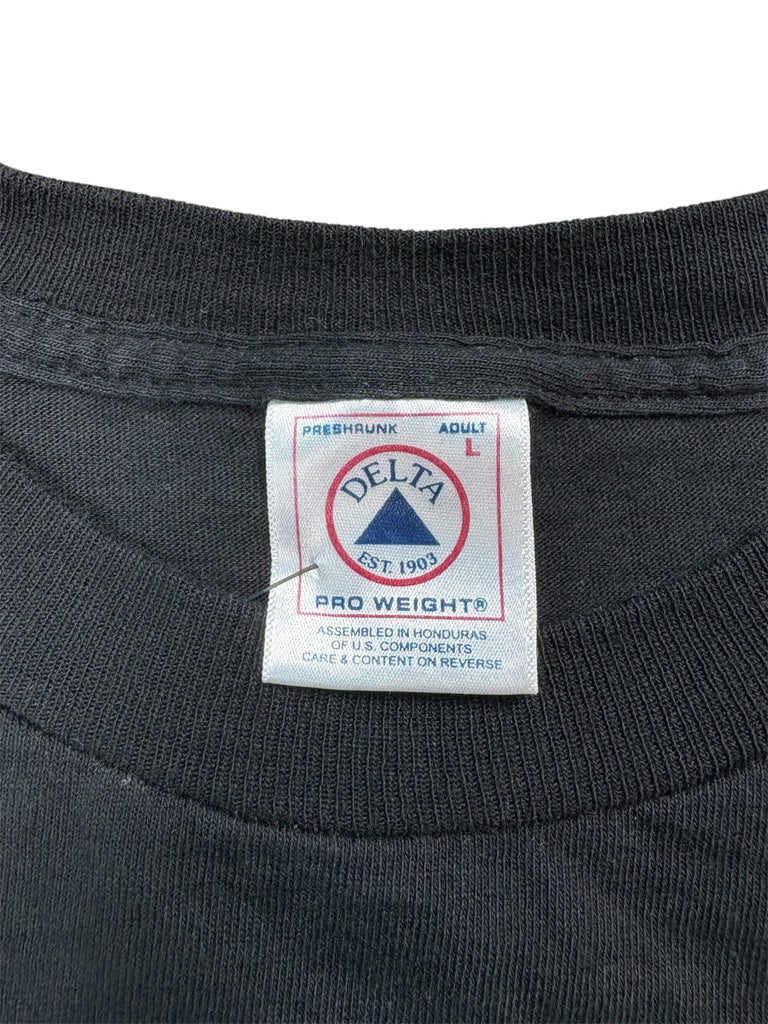 PRESHRUNK ADULT
L
DELTA
EST. 1903
PRO WEIGHT®
ASSEMBLED IN HONDURAS
OF U.S. COMPONENTS
CARE & CONTENT ON REVERSE